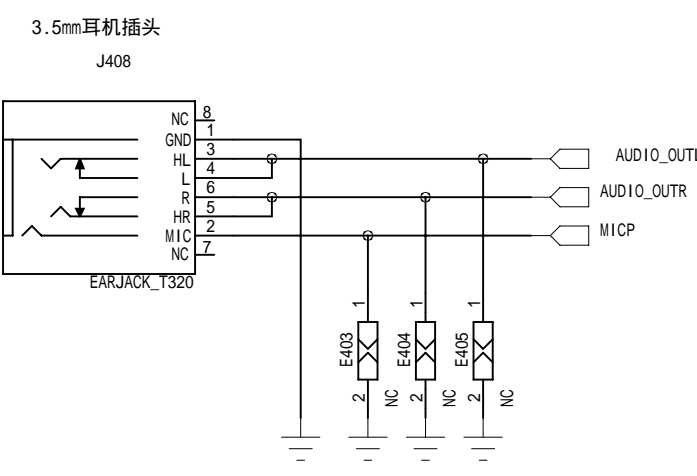 3.5mm耳机插头
J408
NC 8
GND 1
HL 3
L 4
R 6
HR 5
MIC 2
NC 7
EARJACK_T320
AUDIO_OUTL
AUDIO_OUTR
MICP
1 1 1
E403 E404 E405
2 NC 2 NC 2 NC